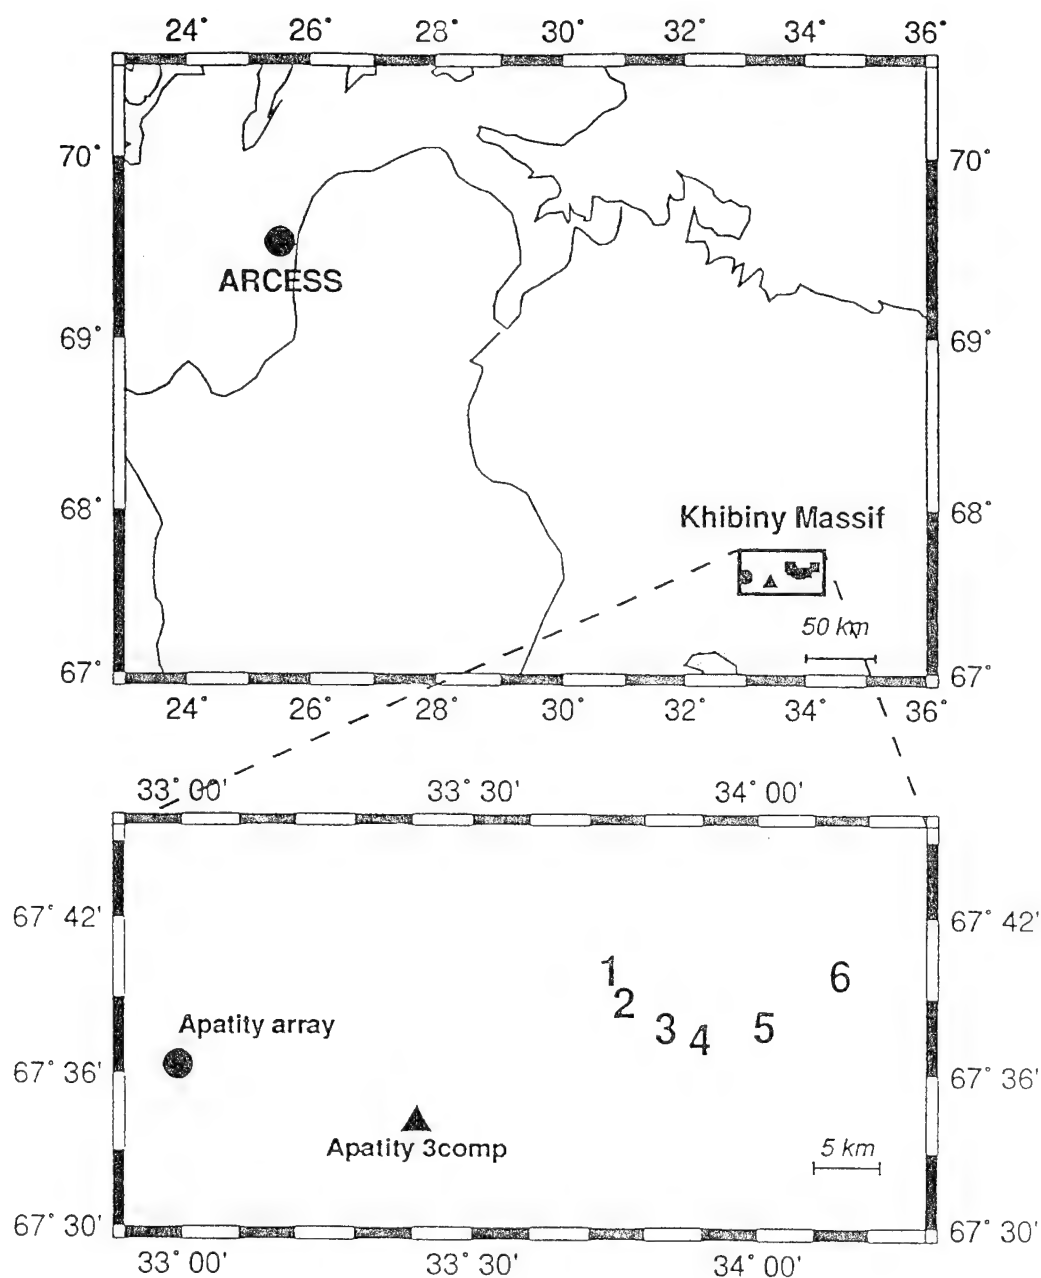 24° 26° 28° 30° 32° 34° 36°
70° 70°
ARCESS
69° 69°
68° 68°
Khibiny Massif
50 km
67° 67°
24° 26° 28° 30° 32° 34° 36°
33° 00' 33° 30' 34° 00'
67° 42' 67° 42'
1 6
2
3 4 5
Apatity array
67° 36' 67° 36'
Apatity 3comp
5 km
67° 30' 67° 30'
33° 00' 33° 30' 34° 00'